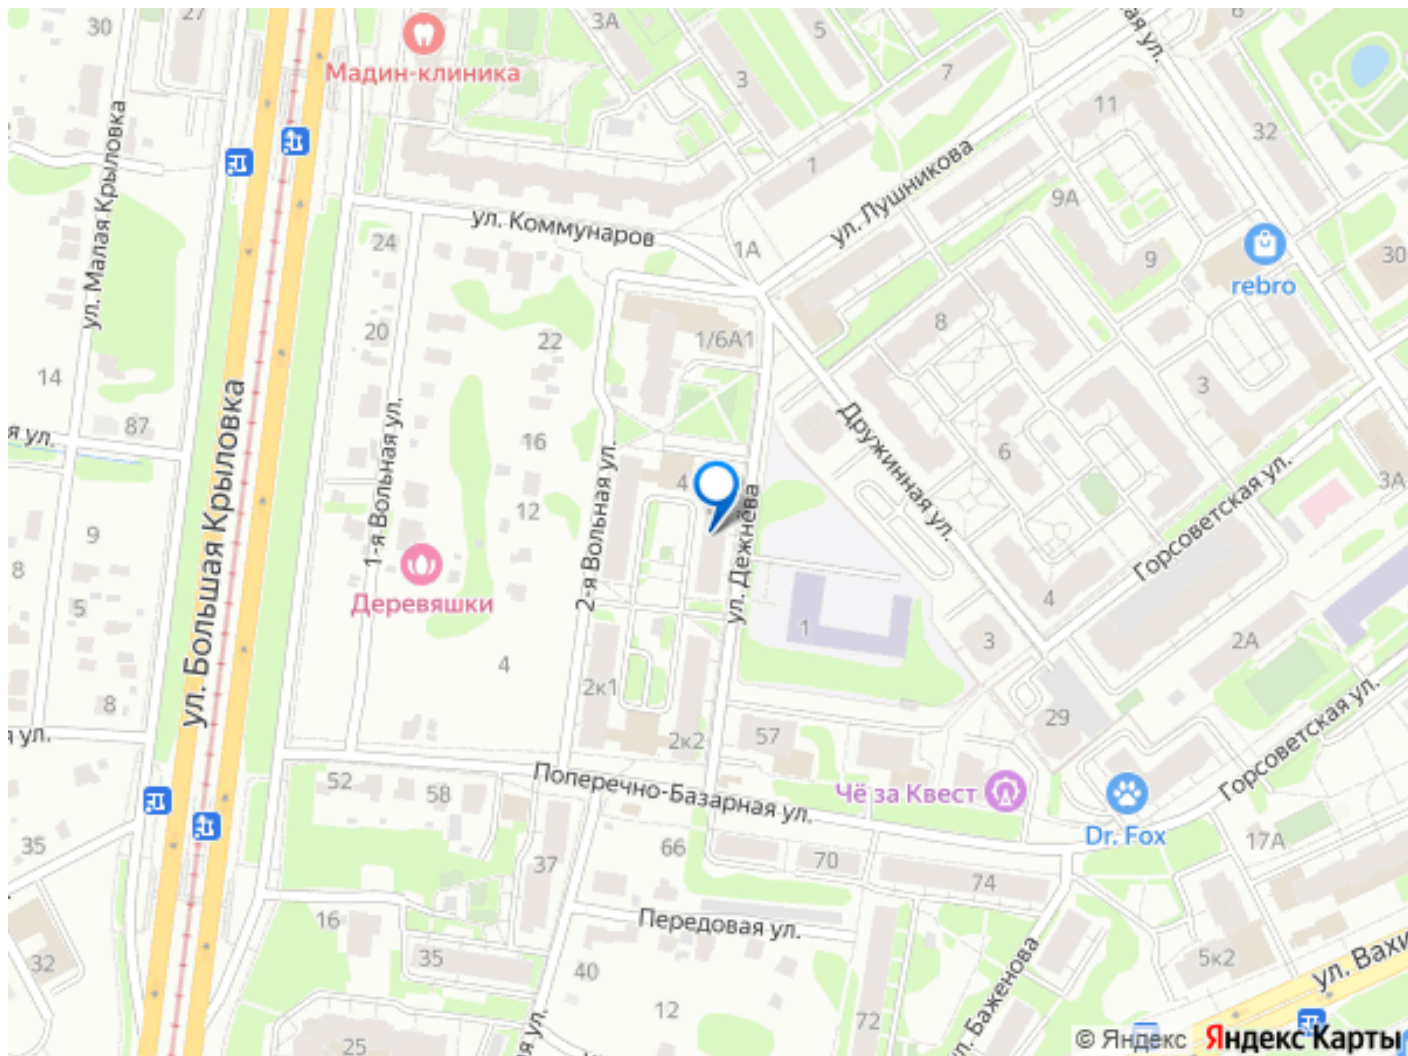 30
27
Мадин-клиника
3А
5
6
3
7
11
32
ул. Малая Крыловка
ул. Коммунаров
1
1А
ул. Лушникова
9А
9
30
rebro
24
20
22
1/6А1
8
3
14
87
я ул.
ул. Большая Крыловка
1-я Вольная ул.
16
12
2-я Вольная ул.
4
ул. Дежнёва
Дружинная ул.
6
Горсоветская ул.
3А
9
8
5
8
я ул.
Деревяшки
4
1
3
4
2А
2к1
2к2
57
29
52
58
Поперечно-Базарная ул.
Чё за Квест
Dr. Fox
Горсоветская ул.
17А
35
37
66
70
74
16
Передовая ул.
32
35
40
12
72
25
ая ул.
ул. Баженова
5к2
ул. Вахи
© Яндекс Яндекс Карты